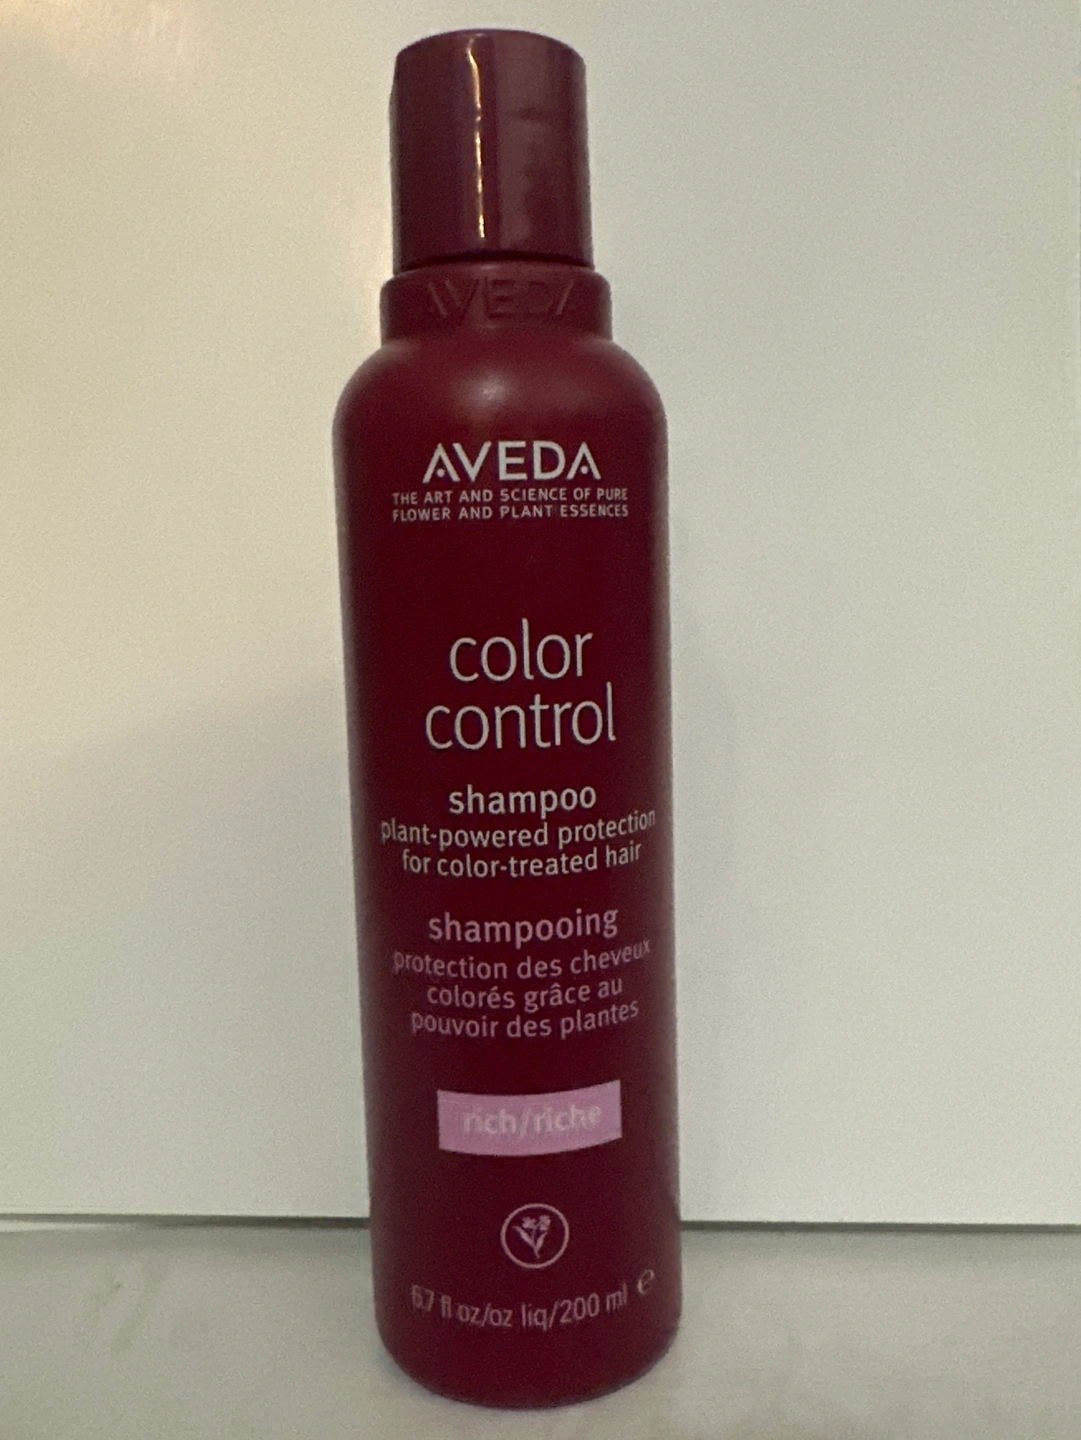 AVEDA
AVEDA
THE ART AND SCIENCE OF PURE
FLOWER AND PLANT ESSENCES
color
control
shampoo
plant-powered protection
for color-treated hair
shampooing
protection des cheveux
colorés grâce au
pouvoir des plantes
rich/riche
6.7 fl oz/oz liq/200 ml ℮